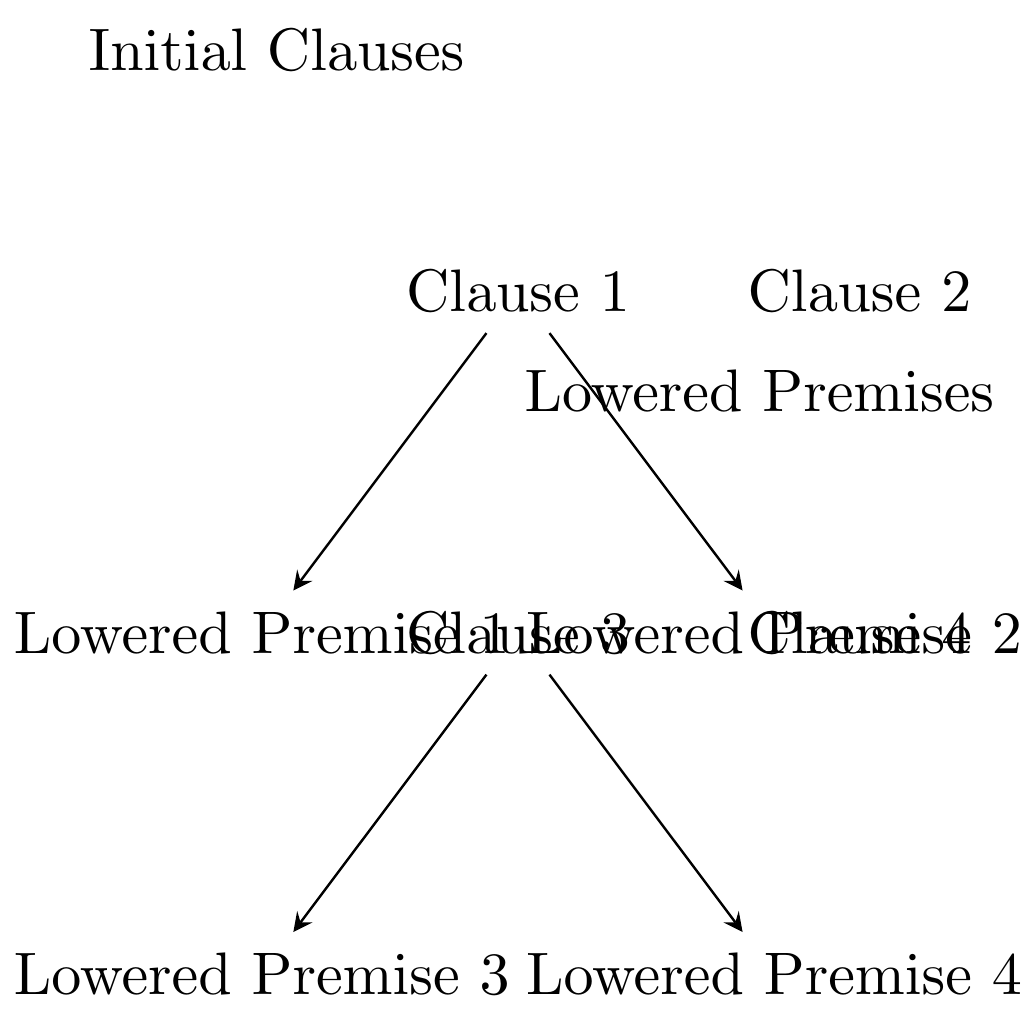 Initial Clauses
Clause 1
Clause 2
Lowered Premises
Lowered Premise 1
Clause 3
Lowered Premise 2
Clause 4
Lowered Premise 3
Lowered Premise 4